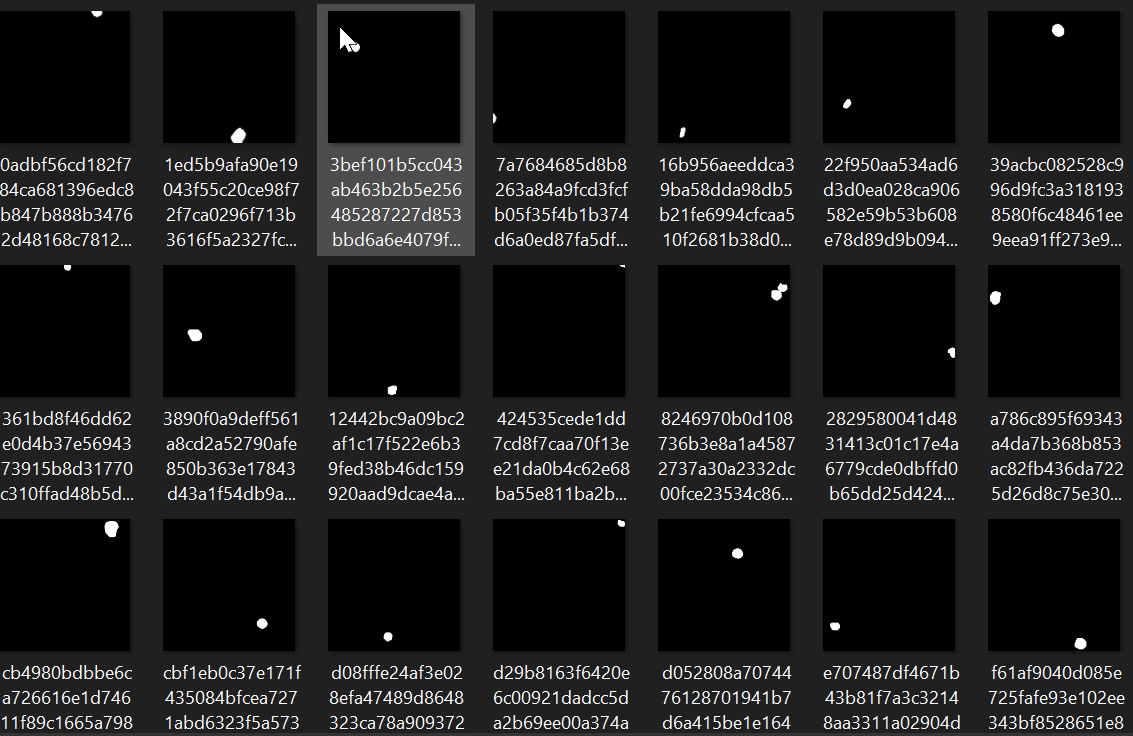 0adbf56cd182f7
84ca681396edc8
b847b888b3476
2d48168c7812...
1ed5b9afa90e19
043f55c20ce98f7
2f7ca0296f713b
3616f5a2327fc...
3bef101b5cc043
ab463b2b5e256
485287227d853
bbd6a6e4079f...
7a7684685d8b8
263a84a9fcd3fcf
b05f35f4b1b374
d6a0ed87fa5df...
16b956aeeddca3
9ba58dda98db5
b21fe6994cfcaa5
10f2681b38d0...
22f950aa534ad6
d3d0ea028ca906
582e59b53b608
e78d89d9b094...
39acbc082528c9
96d9fc3a318193
8580f6c48461ee
9eea91ff273e9...
361bd8f46dd62
e0d4b37e56943
73915b8d31770
c310ffad48b5d...
3890f0a9deff561
a8cd2a52790afe
850b363e17843
d43a1f54db9a...
12442bc9a09bc2
af1c17f522e6b3
9fed38b46dc159
920aad9dcae4a...
424535cede1dd
7cd8f7caa70f13e
e21da0b4c62e68
ba55e811ba2b...
8246970b0d108
736b3e8a1a4587
2737a30a2332dc
00fce23534c86...
2829580041d48
31413c01c17e4a
6779cde0dbffd0
b65dd25d424...
a786c895f69343
a4da7b368b853
ac82fb436da722
5d26d8c75e30...
cb4980bdbbe6c
a726616e1d746
11f89c1665a798
cbf1eb0c37e171f
435084bfcea727
1abd6323f5a573
d08fffe24af3e02
8efa47489d8648
323ca78a909372
d29b8163f6420e
6c00921dadcc5d
a2b69ee00a374a
d052808a70744
76128701941b7
d6a415be1e164
e707487df4671b
43b81f7a3c3214
8aa3311a02904d
f61af9040d085e
725fafe93e102ee
343bf8528651e8